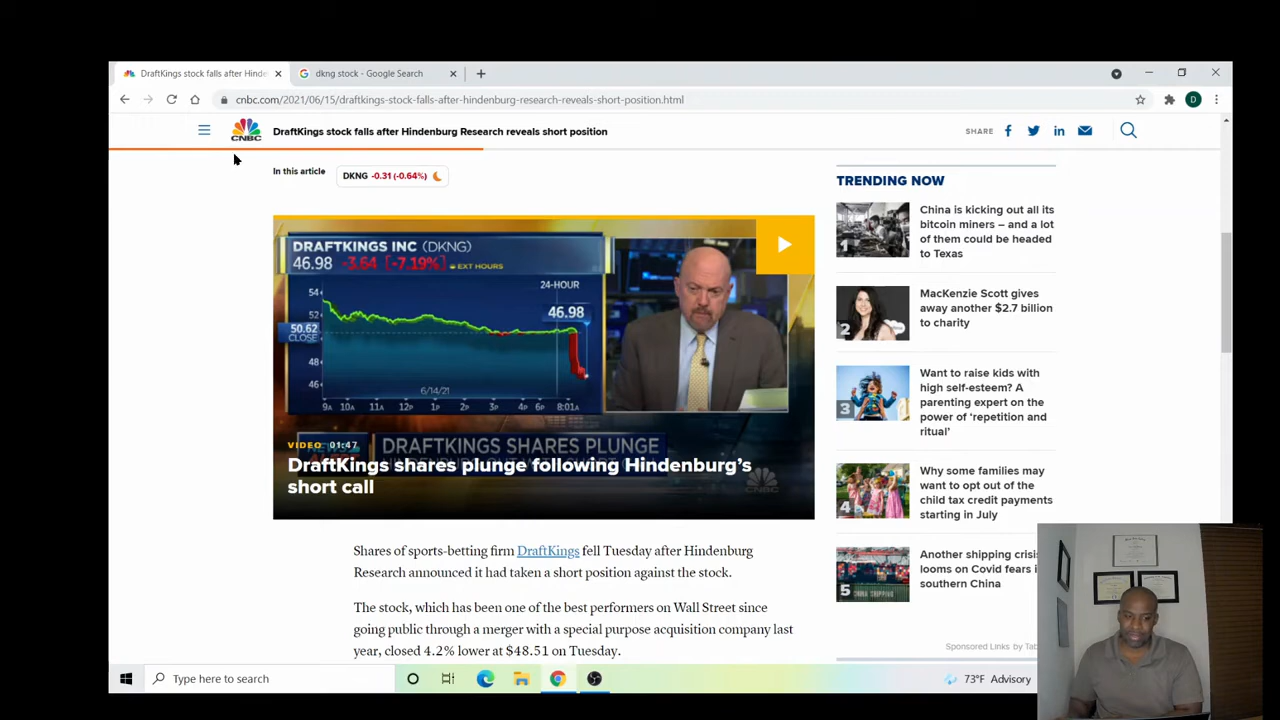 DraftKings stock falls after Hinde
dkng stock - Google Search
cnbc.com/2021/06/15/draftkings-stock-falls-after-hindenburg-research-reveals-short-position.html
D
CNBC
DraftKings stock falls after Hindenburg Research reveals short position
SHARE
In this article
DKNG -0.31 (-0.64%)
DRAFTKINGS INC (DKNG)
46.98 -3.64 [-7.19%] EXT HOURS
24-HOUR
46.98
54
52
50.62
CLOSE
48
46
6/14/21
9A 10A 11A 12P 1P 2P 3P 4P 6P 8:01A
VIDEO 01:47
DRAFTKINGS SHARES PLUNGE
DraftKings shares plunge following Hindenburg's
short call
CNBC
Shares of sports-betting firm DraftKings fell Tuesday after Hindenburg
Research announced it had taken a short position against the stock.
The stock, which has been one of the best performers on Wall Street since
going public through a merger with a special purpose acquisition company last
year, closed 4.2% lower at $48.51 on Tuesday.
TRENDING NOW
1
China is kicking out all its
bitcoin miners – and a lot
of them could be headed
to Texas
2
MacKenzie Scott gives
away another $2.7 billion
to charity
3
Want to raise kids with
high self-esteem? A
parenting expert on the
power of 'repetition and
ritual'
4
Why some families may
want to opt out of the
child tax credit payments
starting in July
5
Another shipping crisi
looms on Covid fears i
southern China
Sponsored Links by Tab
Type here to search
73°F Advisory